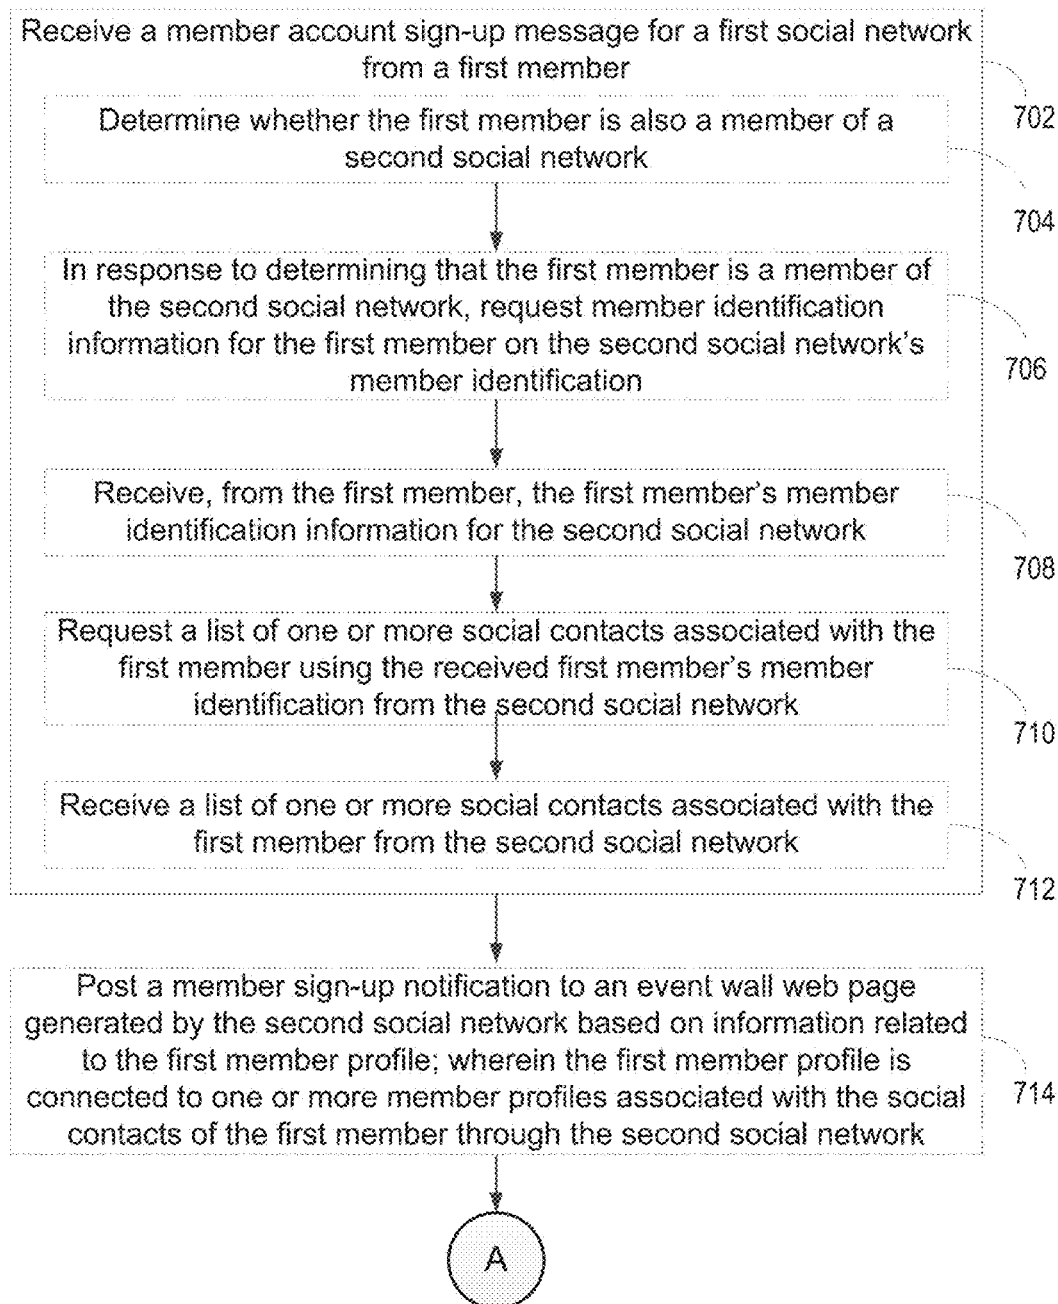 Receive a member account sign-up message for a first social network
from a first member
702
Determine whether the first member is also a member of a
second social network
704
In response to determining that the first member is a member of
the second social network, request member identification
information for the first member on the second social network's
member identification
706
Receive, from the first member, the first member's member
identification information for the second social network
708
Request a list of one or more social contacts associated with the
first member using the received first member's member
identification from the second social network
710
Receive a list of one or more social contacts associated with the
first member from the second social network
712
Post a member sign-up notification to an event wall web page
generated by the second social network based on information related
to the first member profile; wherein the first member profile is
connected to one or more member profiles associated with the social
contacts of the first member through the second social network
714
A